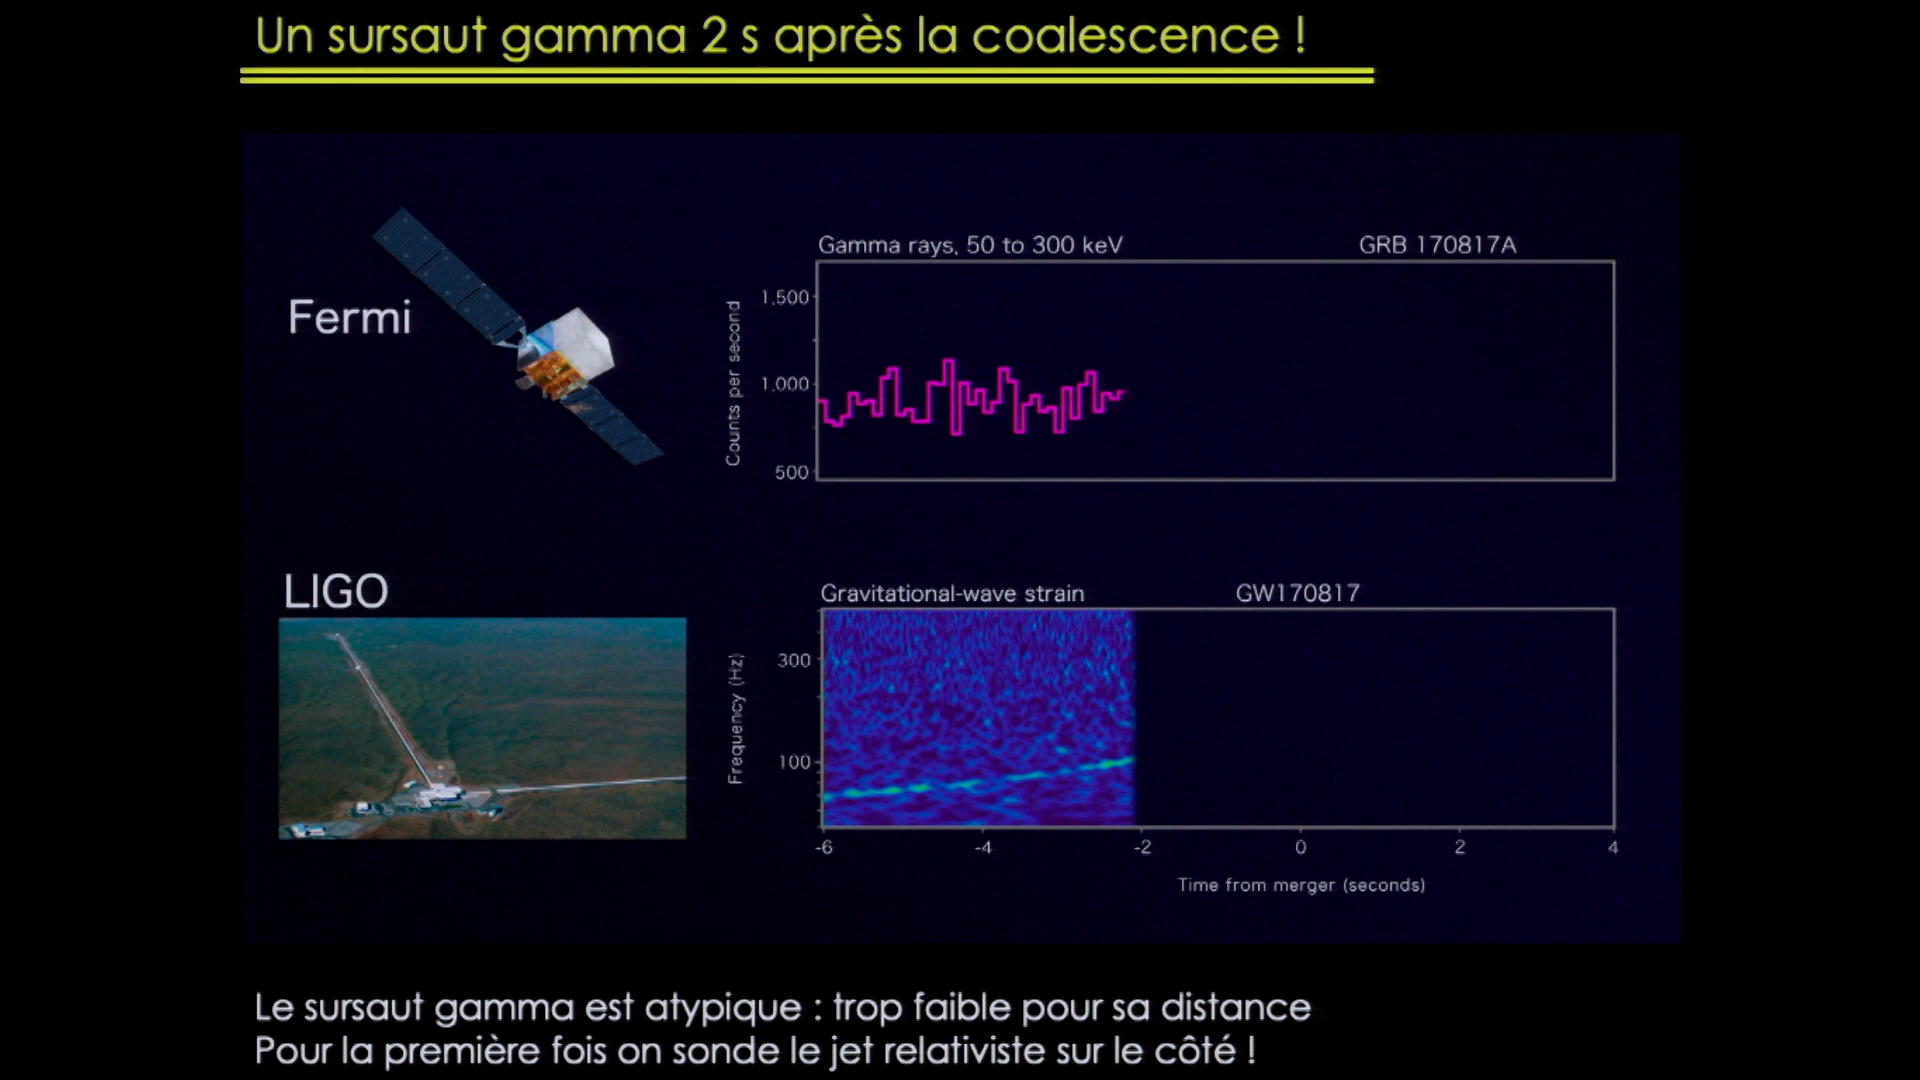 Un sursaut gamma 2 s après la coalescence !
Fermi
Gamma rays, 50 to 300 keV
GRB 170817A
Counts per second
1,500
1,000
500
LIGO
Gravitational-wave strain
GW170817
Frequency (Hz)
300
100
-6 -4 -2 0 2 4
Time from merger (seconds)
Le sursaut gamma est atypique : trop faible pour sa distance
Pour la première fois on sonde le jet relativiste sur le côté !